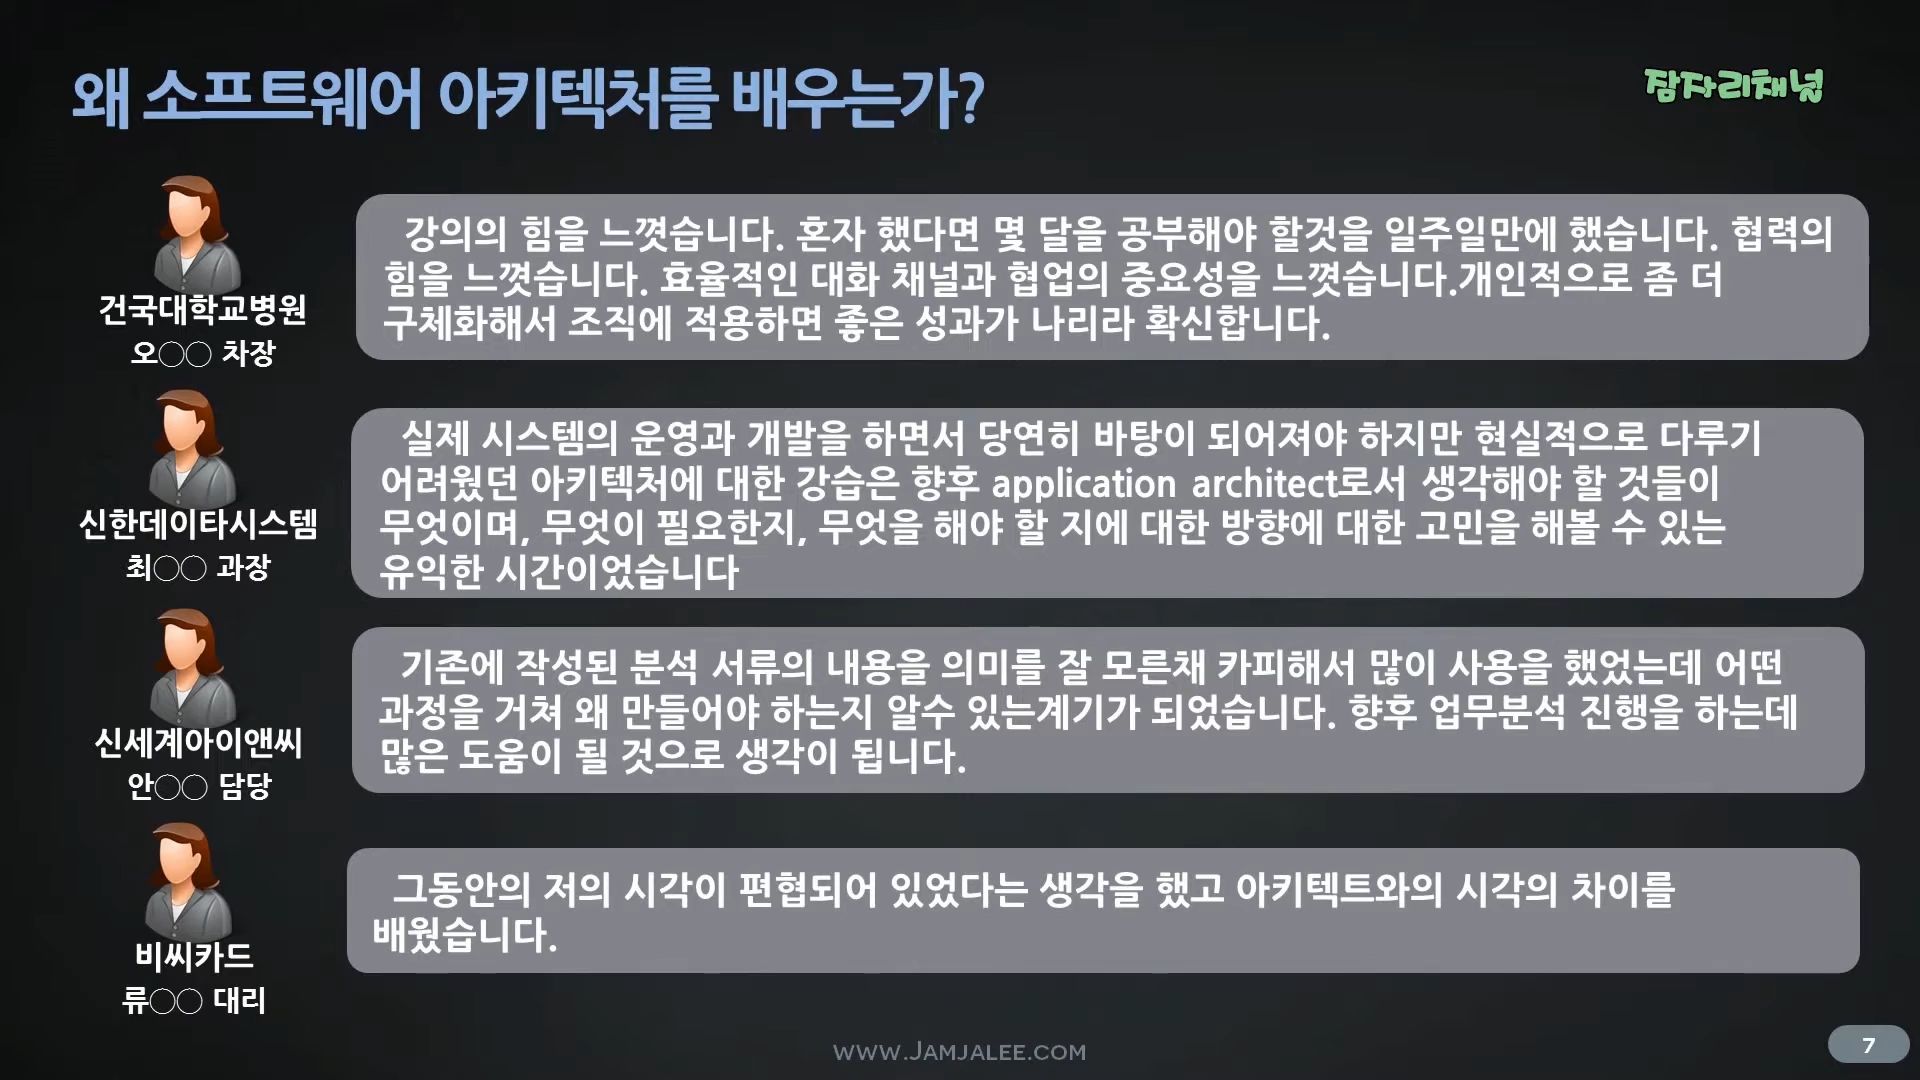 왜 소프트웨어 아키텍처를 배우는가?
잠자리채널
건국대학교병원
오○○ 차장
강의의 힘을 느꼇습니다. 혼자 했다면 몇 달을 공부해야 할것을 일주일만에 했습니다. 협력의
힘을 느꼇습니다. 효율적인 대화 채널과 협업의 중요성을 느꼇습니다.개인적으로 좀 더
구체화해서 조직에 적용하면 좋은 성과가 나리라 확신합니다.
신한데이타시스템
최○○ 과장
실제 시스템의 운영과 개발을 하면서 당연히 바탕이 되어져야 하지만 현실적으로 다루기
어려웠던 아키텍처에 대한 강습은 향후 application architect로서 생각해야 할 것들이
무엇이며, 무엇이 필요한지, 무엇을 해야 할 지에 대한 방향에 대한 고민을 해볼 수 있는
유익한 시간이었습니다
신세계아이앤씨
안○○ 담당
기존에 작성된 분석 서류의 내용을 의미를 잘 모른채 카피해서 많이 사용을 했었는데 어떤
과정을 거쳐 왜 만들어야 하는지 알수 있는계기가 되었습니다. 향후 업무분석 진행을 하는데
많은 도움이 될 것으로 생각이 됩니다.
비씨카드
류○○ 대리
그동안의 저의 시각이 편협되어 있었다는 생각을 했고 아키텍트와의 시각의 차이를
배웠습니다.
www.Jamjalee.com
7